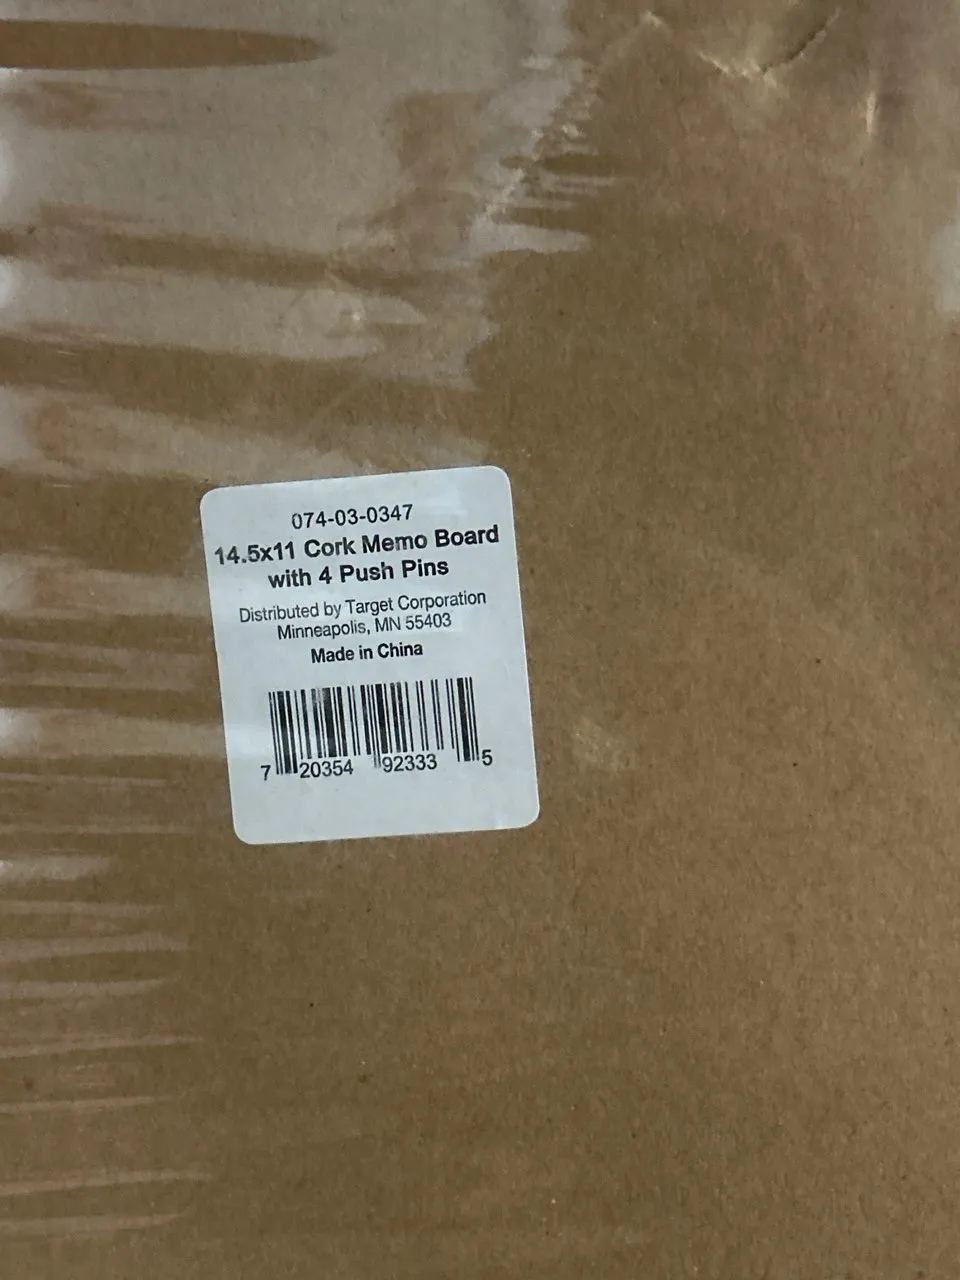 074-03-0347
14.5x11 Cork Memo Board
with 4 Push Pins
Distributed by Target Corporation
Minneapolis, MN 55403
Made in China
7 20354 92333 5